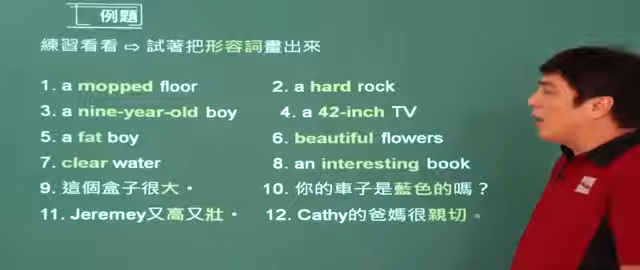 例題
練習看看 ⇨ 試著把形容詞畫出來
1. a mopped floor 2. a hard rock
3. a nine-year-old boy 4. a 42-inch TV
5. a fat boy 6. beautiful flowers
7. clear water 8. an interesting book
9. 這個盒子很大。 10. 你的車子是藍色的嗎？
11. Jeremey又高又壯。 12. Cathy的爸媽很親切。